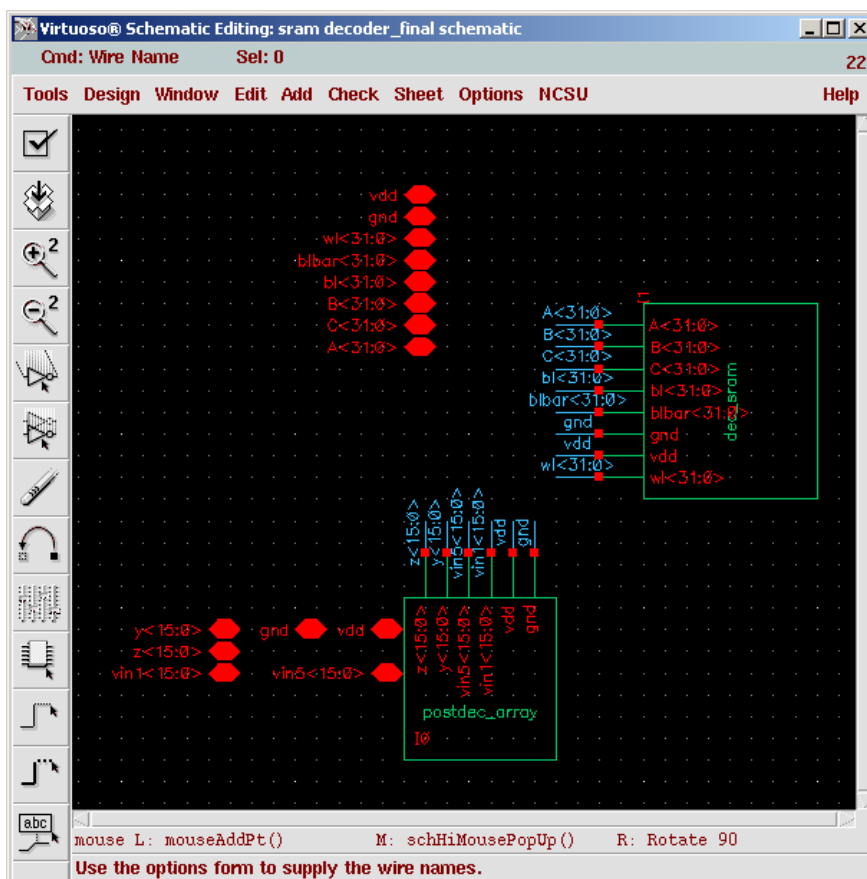 Virtuoso® Schematic Editing: sram decoder_final schematic
Cmd: Wire Name Sel: 0
22
Tools Design Window Edit Add Check Sheet Options NCSU Help
2
2
abc
vdd
gnd
wl<31:0>
blbar<31:0>
bl<31:0>
B<31:0>
C<31:0>
A<31:0>
A<31:0>
B<31:0>
C<31:0>
bl<31:0>
blbar<31:0>
gnd
vdd
wl<31:0>
I1
A<31:0>
B<31:0>
C<31:0>
bl<31:0>
blbar<31:0>
gnd
vdd
wl<31:0>
dec_sram
z<15:0>
y<15:0>
vin5<15:0>
vin1<15:0>
vdd
gnd
y<15:0> gnd vdd
z<15:0>
vin1<15:0> vin5<15:0>
z<15:0>
y<15:0>
vin5<15:0>
vin1<15:0>
vdd
gnd
postdec_array
I0
mouse L: mouseAddPt() M: schHiMousePopUp() R: Rotate 90
Use the options form to supply the wire names.